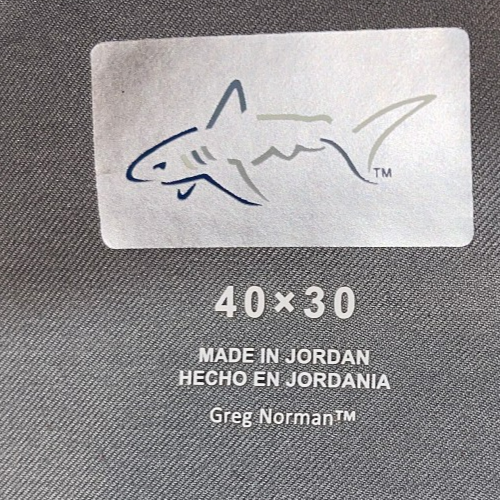 TM
40×30
MADE IN JORDAN
HECHO EN JORDANIA
Greg Norman™